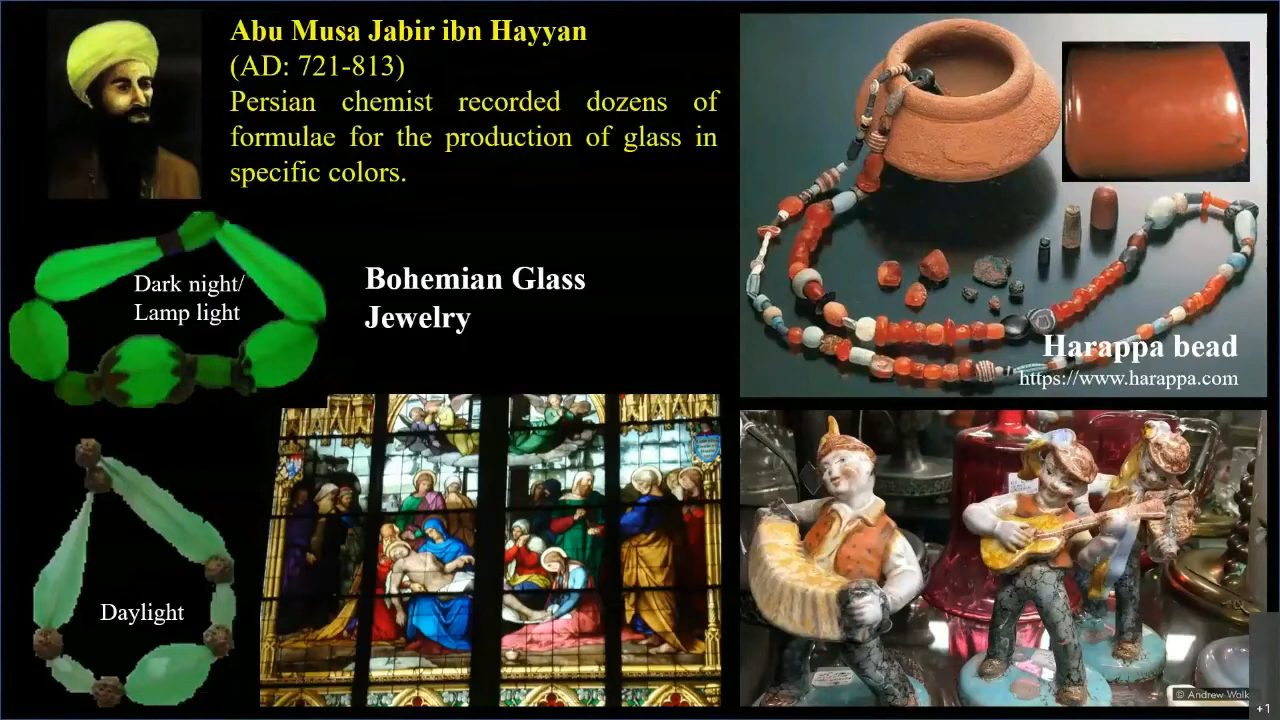 Abu Musa Jabir ibn Hayyan
(AD: 721-813)
Persian chemist recorded dozens of
formulae for the production of glass in
specific colors.
Dark night/
Lamp light
Bohemian Glass
Jewelry
Harappa bead
https://www.harappa.com
Daylight
© Andrew
+1